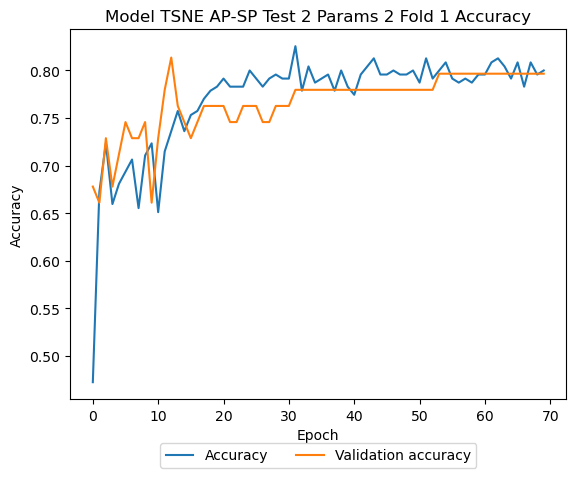 Model TSNE AP-SP Test 2 Params 2 Fold 1 Accuracy
0.80
0.75
0.70
0.65
0.60
0.55
0.50
Accuracy
0 10 20 30 40 50 60 70
Epoch
Accuracy Validation accuracy